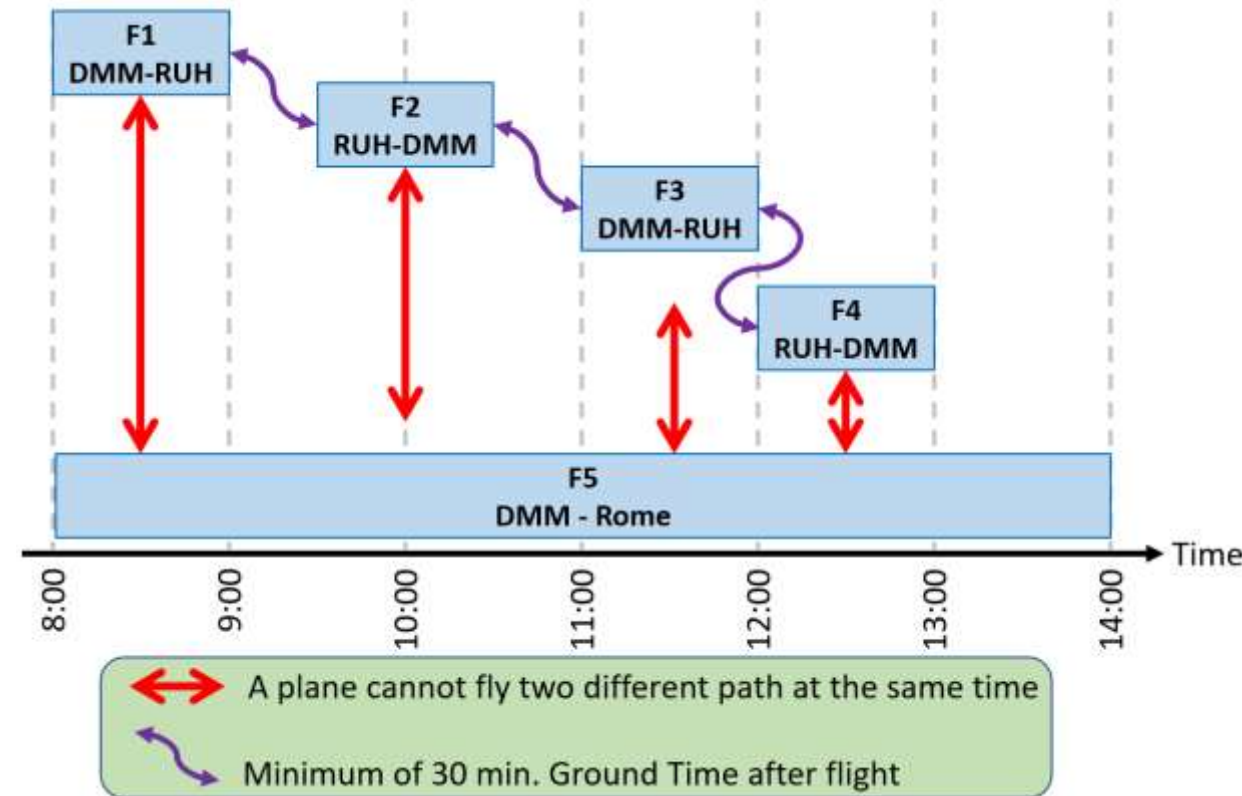 F1
DMM-RUH
F2
RUH-DMM
F3
DMM-RUH
F4
RUH-DMM
F5
DMM - Rome
Time
8:00
9:00
10:00
11:00
12:00
13:00
14:00
A plane cannot fly two different path at the same time
Minimum of 30 min. Ground Time after flight